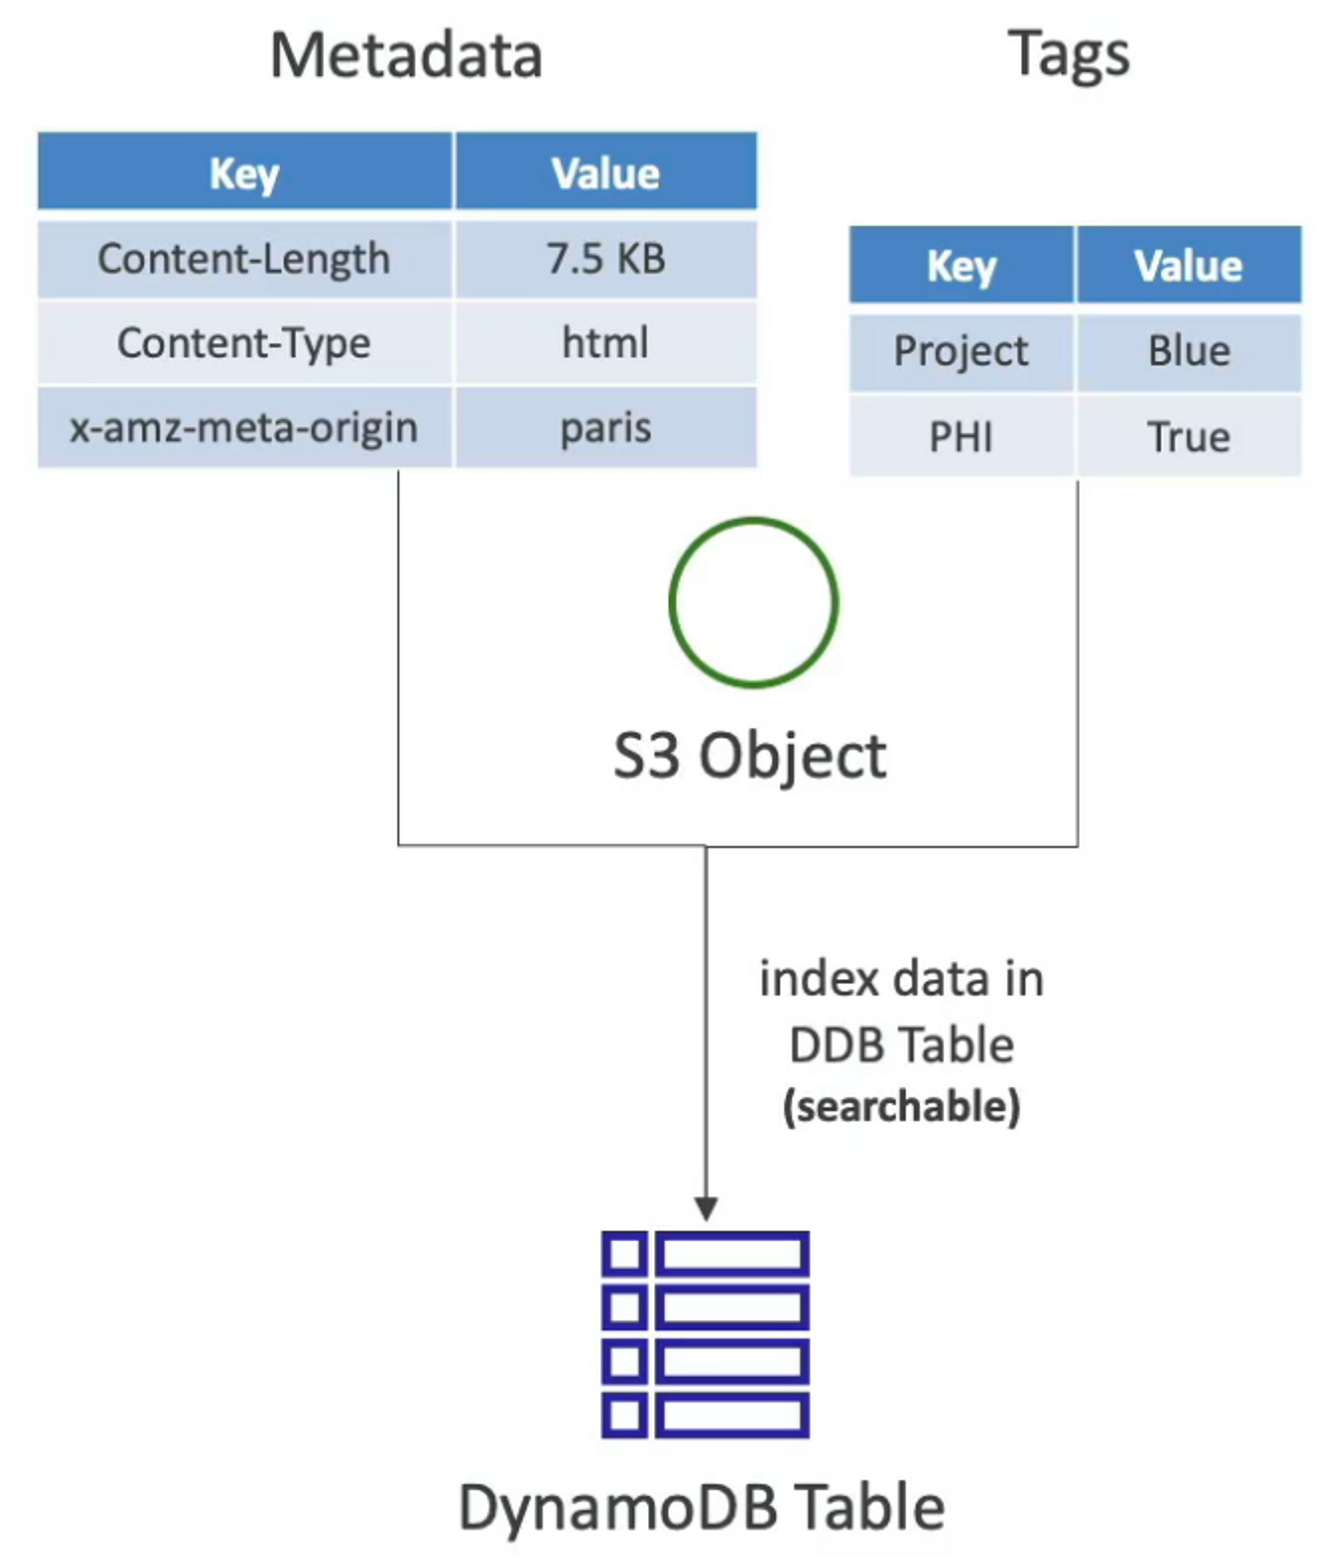 Metadata
Key Value
Content-Length 7.5 KB
Content-Type html
x-amz-meta-origin paris
Tags
Key Value
Project Blue
PHI True
S3 Object
index data in
DDB Table
(searchable)
DynamoDB Table